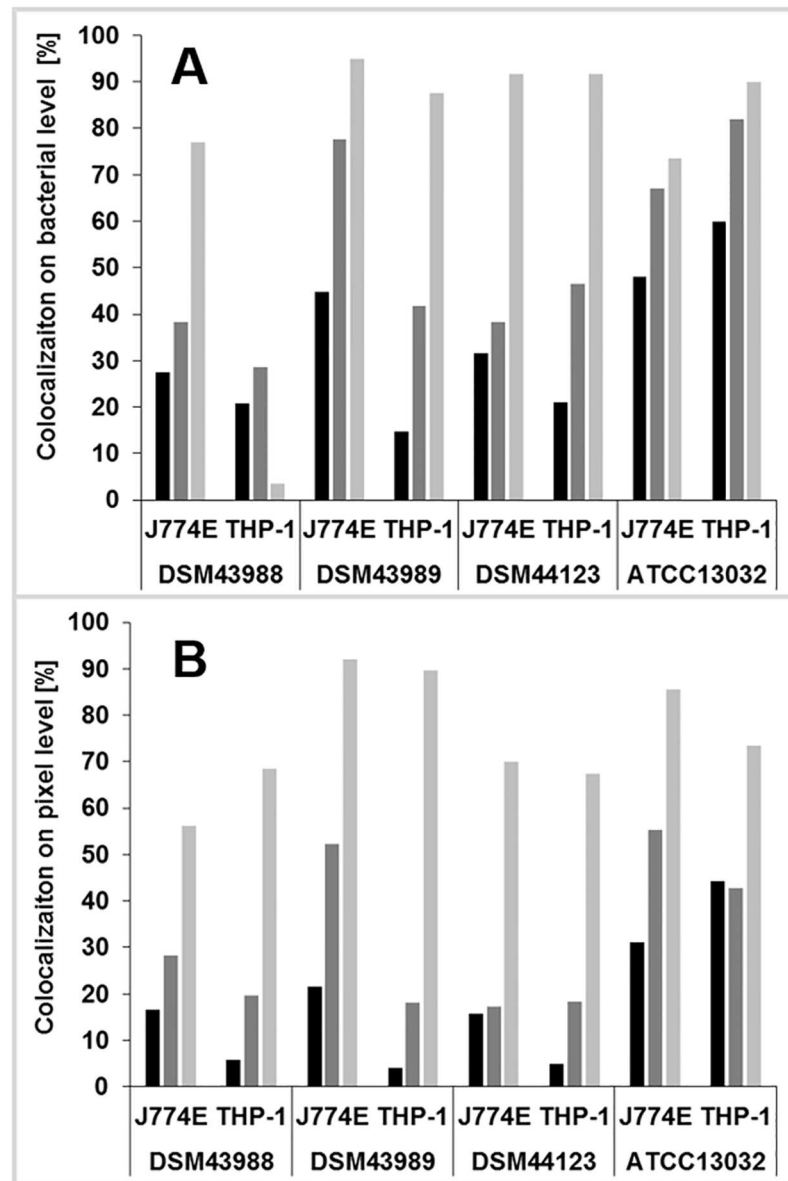 A
Colocalizaiton on bacterial level [%]
100
90
80
70
60
50
40
30
20
10
0
J774E THP-1 J774E THP-1 J774E THP-1 J774E THP-1
DSM43988 DSM43989 DSM44123 ATCC13032
B
Colocalizaiton on pixel level [%]
100
90
80
70
60
50
40
30
20
10
0
J774E THP-1 J774E THP-1 J774E THP-1 J774E THP-1
DSM43988 DSM43989 DSM44123 ATCC13032